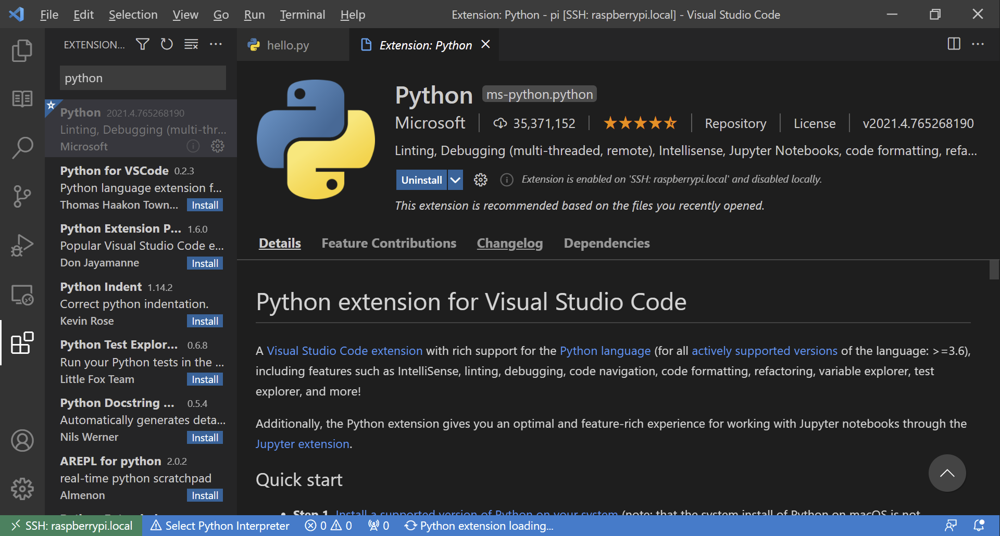 File Edit Selection View Go Run Terminal Help
Extension: Python - pi [SSH: raspberrypi.local] - Visual Studio Code
EXTENSION...
hello.py
Extension: Python
python
Python 2021.4.765268190
Linting, Debugging (multi-thr...
Microsoft
Python for VSCode 0.2.3
Python language extension f...
Thomas Haakon Town... Install
Python Extension P... 1.6.0
Popular Visual Studio Code e...
Don Jayamanne Install
Python Indent 1.14.2
Correct python indentation.
Kevin Rose Install
Python Test Explor... 0.6.8
Run your Python tests in the ...
Little Fox Team Install
Python Docstring ... 0.5.4
Automatically generates deta...
Nils Werner Install
AREPL for python 2.0.2
real-time python scratchpad
Almenon Install
Python ms-python.python
Microsoft 35,371,152 Repository License v2021.4.765268190
Linting, Debugging (multi-threaded, remote), Intellisense, Jupyter Notebooks, code formatting, refa...
Uninstall Extension is enabled on 'SSH: raspberrypi.local' and disabled locally.
This extension is recommended based on the files you recently opened.
Details Feature Contributions Changelog Dependencies
Python extension for Visual Studio Code
A Visual Studio Code extension with rich support for the Python language (for all actively supported versions of the language: >=3.6),
including features such as IntelliSense, linting, debugging, code navigation, code formatting, refactoring, variable explorer, test
explorer, and more!
Additionally, the Python extension gives you an optimal and feature-rich experience for working with Jupyter notebooks through the
Jupyter extension.
Quick start
• Step 1. Install a supported version of Python on your system (note: that the system install of Python on macOS is not
SSH: raspberrypi.local Select Python Interpreter 0 0 0 Python extension loading...